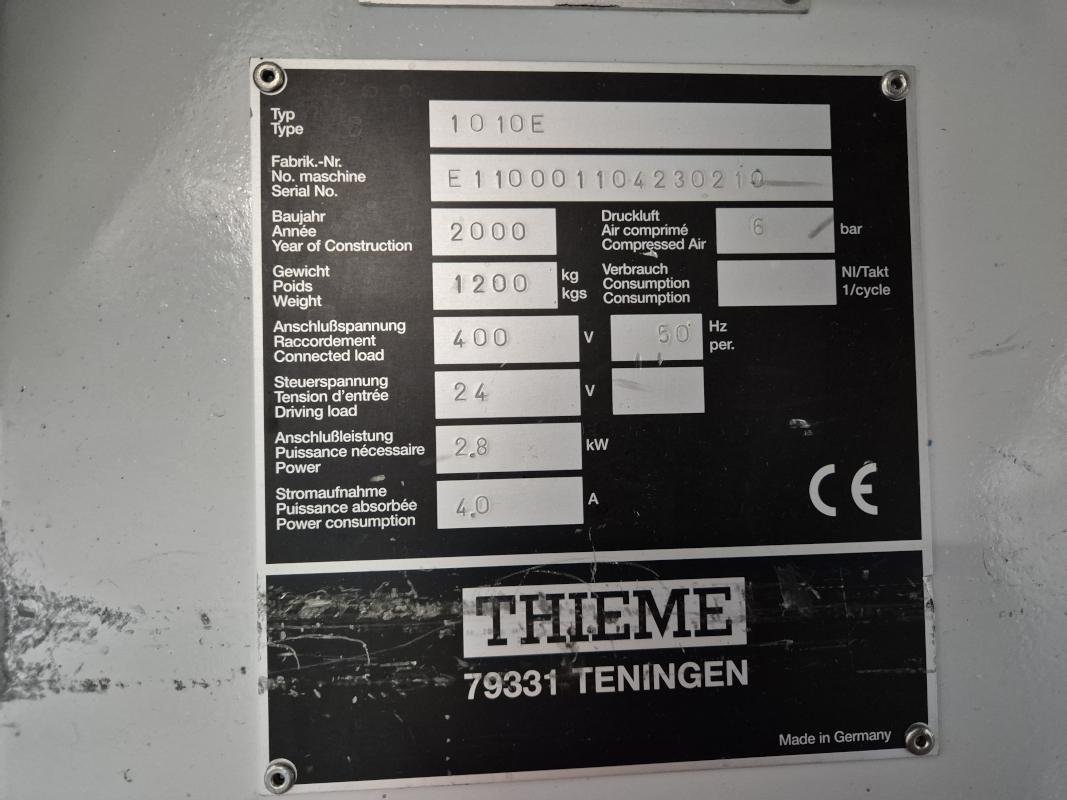 Typ
Type
1010E
Fabrik.-Nr.
No. maschine
Serial No.
E110001104230210
Baujahr
Année
Year of Construction
2000
Druckluft
Air comprimé
Compressed Air
6 bar
Gewicht
Poids
Weight
1200
kg
kgs
Verbrauch
Consumption
Consumption
Nl/Takt
1/cycle
Anschlußspannung
Raccordement
Connected load
400 V
50
Hz
per.
Steuerspannung
Tension d'entrée
Driving load
24 V
Anschlußleistung
Puissance nécessaire
Power
2.8 kW
Stromaufnahme
Puissance absorbée
Power consumption
4.0 A
CE
THIEME
79331 TENINGEN
Made in Germany